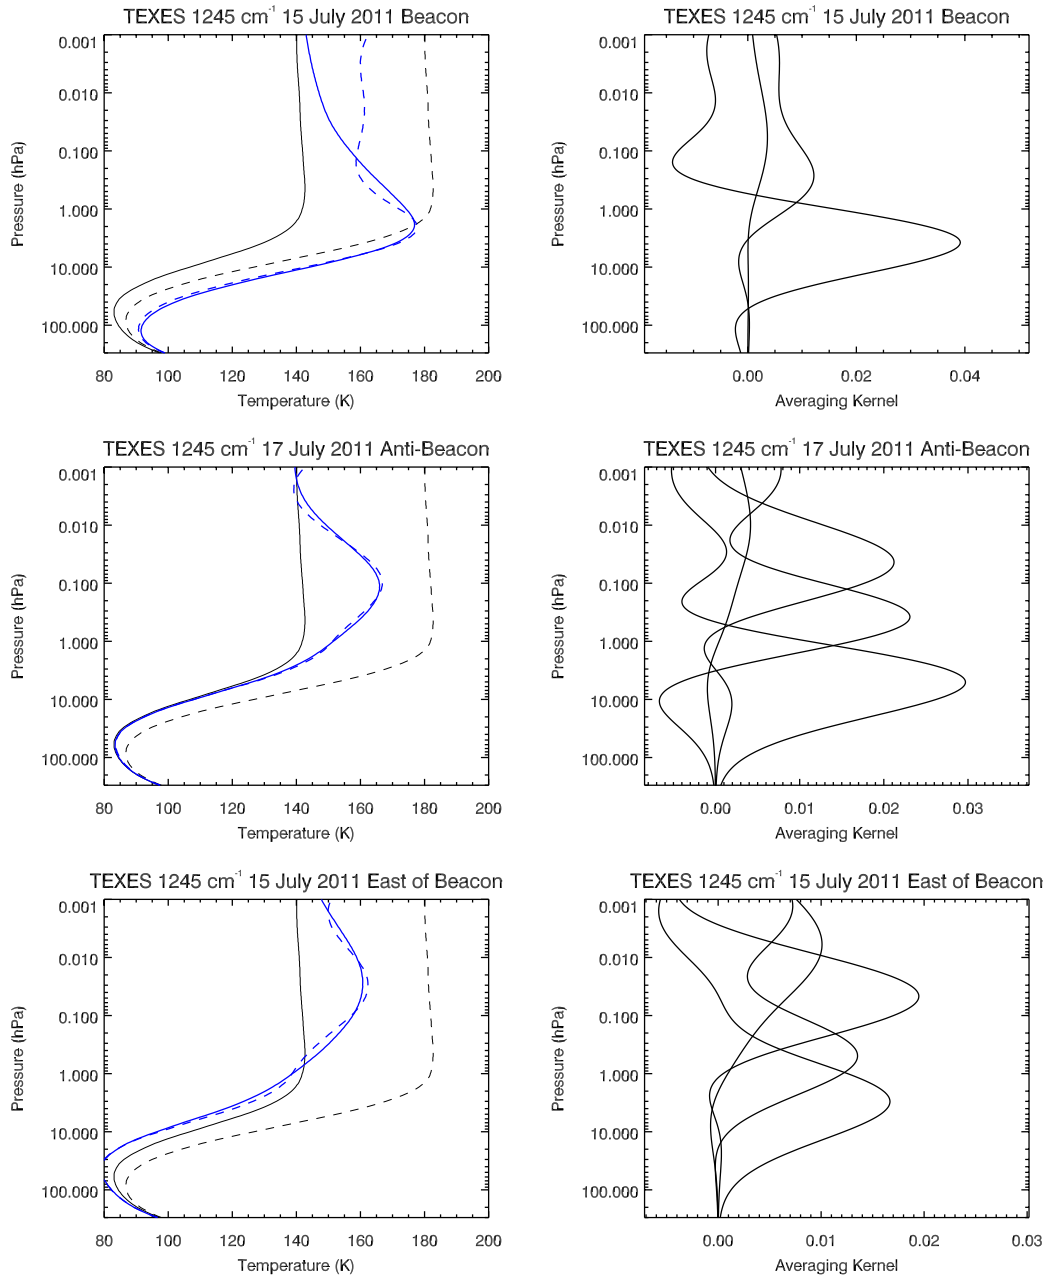 TEXES 1245 cm-1 15 July 2011 Beacon
0.001
0.010
0.100
1.000
10.000
100.000
Pressure (hPa)
80 100 120 140 160 180 200
Temperature (K)
TEXES 1245 cm-1 15 July 2011 Beacon
0.001
0.010
0.100
1.000
10.000
100.000
Pressure (hPa)
0.00 0.02 0.04
Averaging Kernel
TEXES 1245 cm-1 17 July 2011 Anti-Beacon
0.001
0.010
0.100
1.000
10.000
100.000
Pressure (hPa)
80 100 120 140 160 180 200
Temperature (K)
TEXES 1245 cm-1 17 July 2011 Anti-Beacon
0.001
0.010
0.100
1.000
10.000
100.000
Pressure (hPa)
0.00 0.01 0.02 0.03
Averaging Kernel
TEXES 1245 cm-1 15 July 2011 East of Beacon
0.001
0.010
0.100
1.000
10.000
100.000
Pressure (hPa)
80 100 120 140 160 180 200
Temperature (K)
TEXES 1245 cm-1 15 July 2011 East of Beacon
0.001
0.010
0.100
1.000
10.000
100.000
Pressure (hPa)
0.00 0.01 0.02 0.03
Averaging Kernel